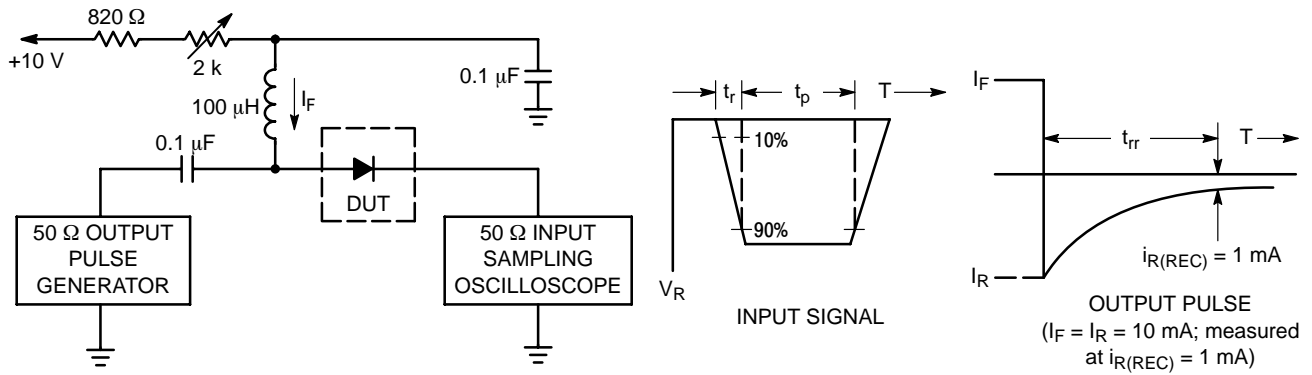 820 Ω
+10 V
2 k
100 μH
I_F
0.1 μF
0.1 μF
DUT
50 Ω OUTPUT
PULSE
GENERATOR
50 Ω INPUT
SAMPLING
OSCILLOSCOPE
t_r
t_p
T
10%
90%
V_R
INPUT SIGNAL
I_F
t_rr
T
i_R(REC) = 1 mA
I_R
OUTPUT PULSE
(I_F = I_R = 10 mA; measured
at i_R(REC) = 1 mA)